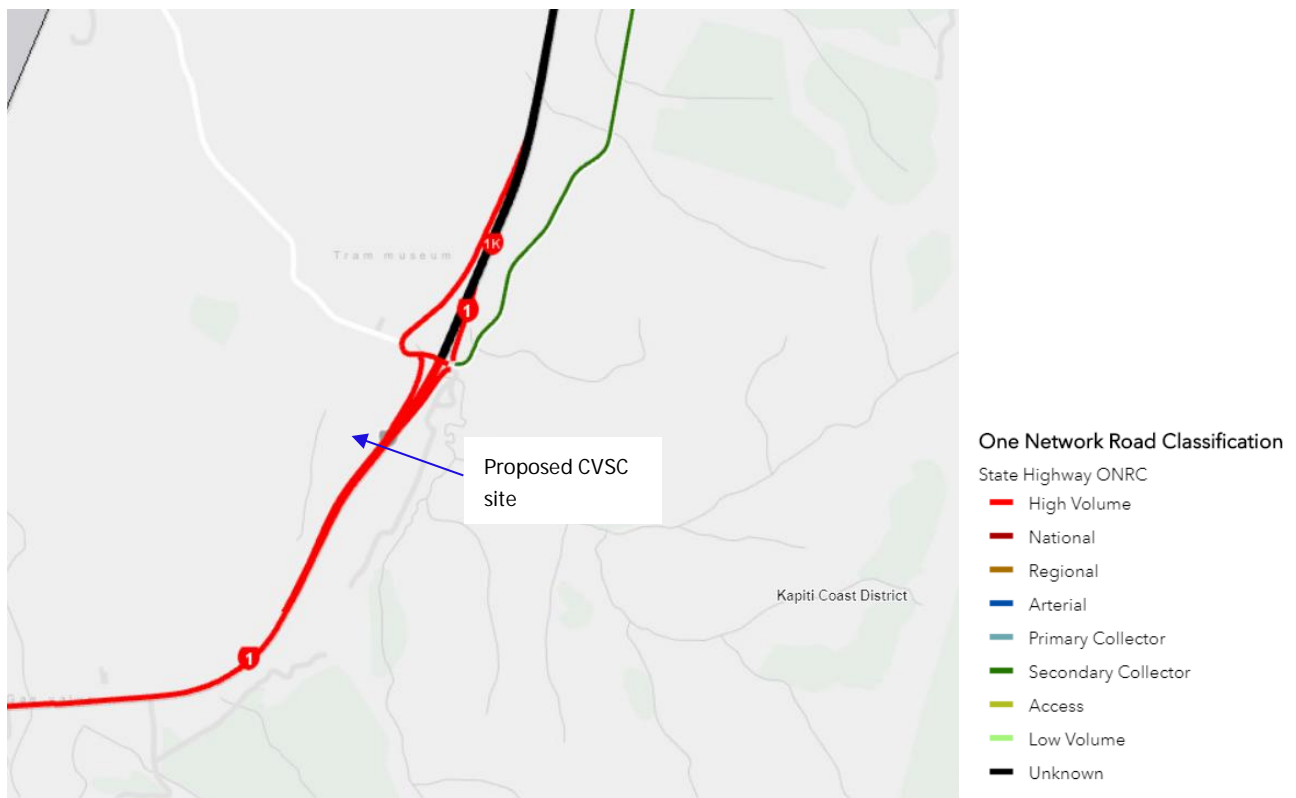 Tram museum
1K
1
Proposed CVSC
site
Kapiti Coast District
1
One Network Road Classification
State Highway ONRC
High Volume
National
Regional
Arterial
Primary Collector
Secondary Collector
Access
Low Volume
Unknown